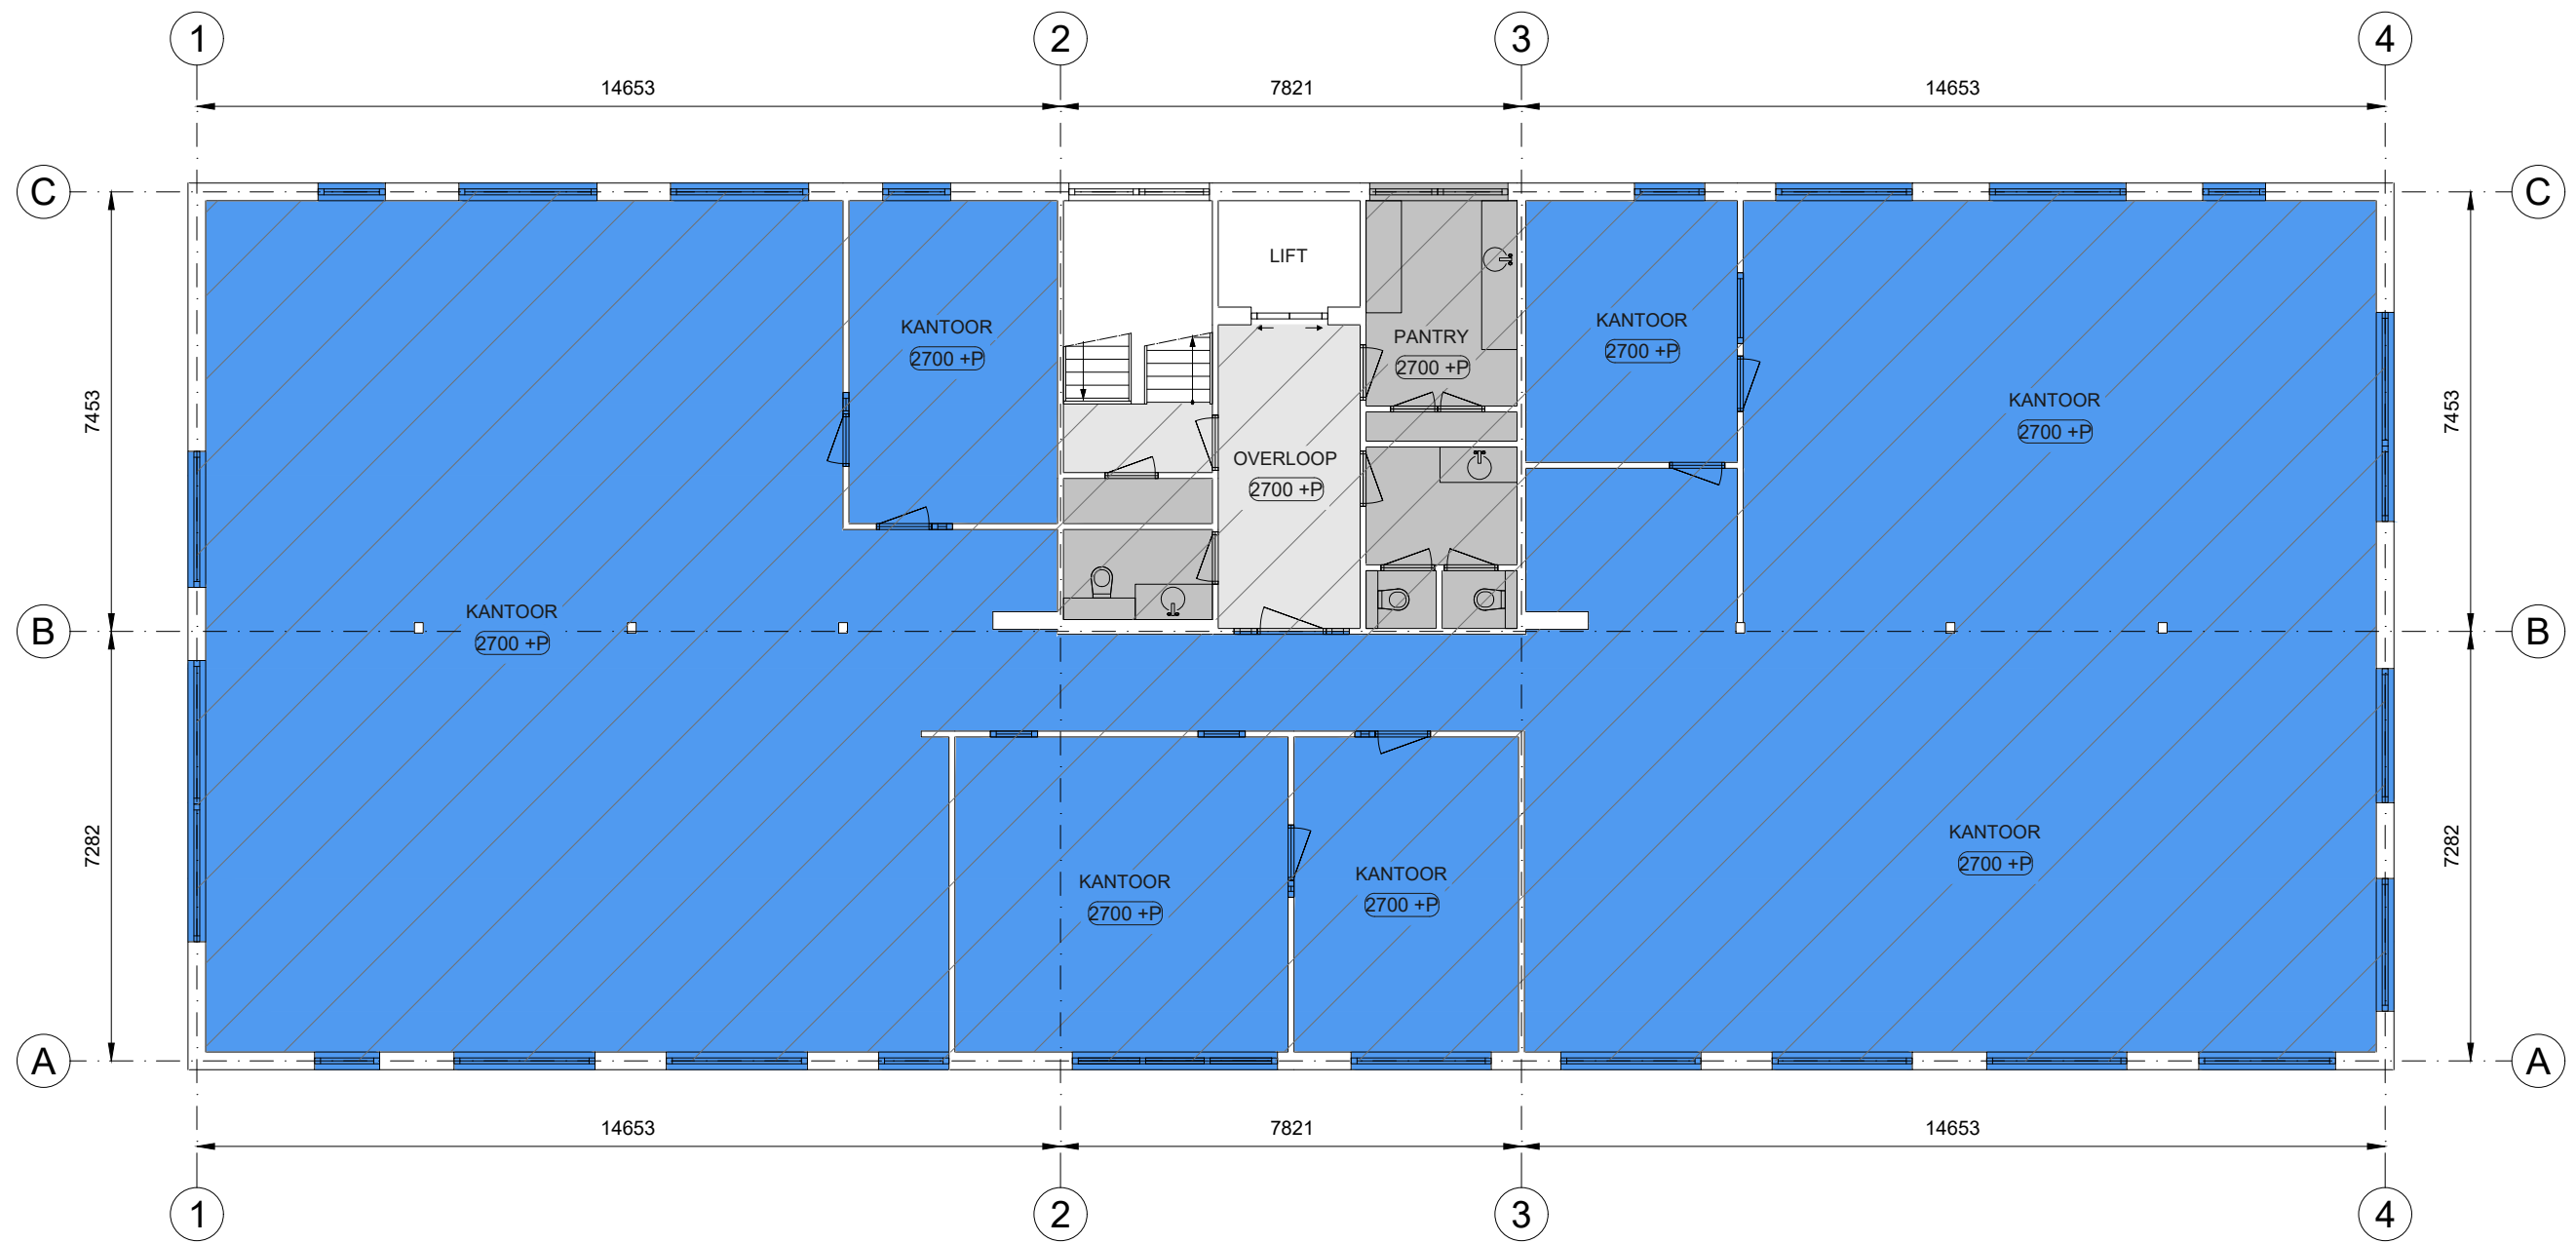 1 2 3 4
14653 7821 14653
C C
LIFT
KANTOOR
2700 +P
KANTOOR
2700 +P
PANTRY
2700 +P
KANTOOR
2700 +P
7453 7453
OVERLOOP
2700 +P
KANTOOR
2700 +P
B B
KANTOOR
2700 +P
7282 7282
KANTOOR
2700 +P
KANTOOR
2700 +P
A A
14653 7821 14653
1 2 3 4